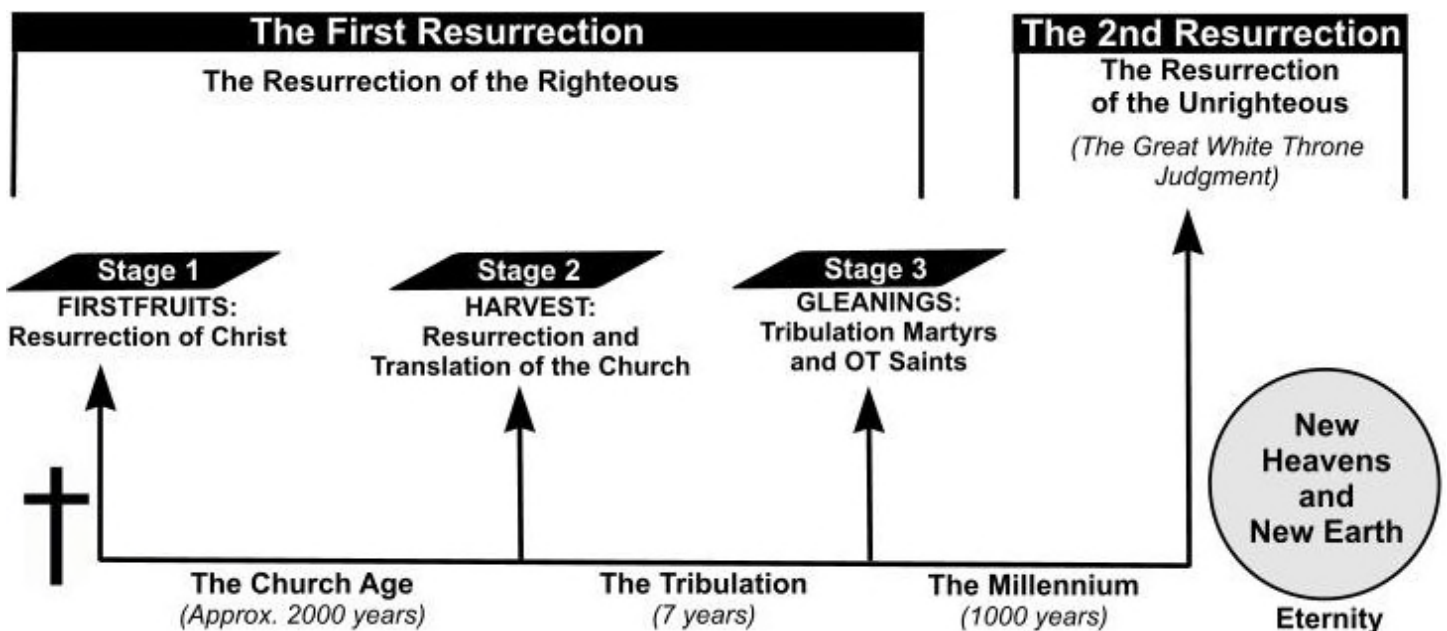 The First Resurrection
The Resurrection of the Righteous
The 2nd Resurrection
The Resurrection
of the Unrighteous
(The Great White Throne
Judgment)
Stage 1
FIRSTFRUITS:
Resurrection of Christ
Stage 2
HARVEST:
Resurrection and
Translation of the Church
Stage 3
GLEANINGS:
Tribulation Martyrs
and OT Saints
New
Heavens
and
New Earth
The Church Age
(Approx. 2000 years)
The Tribulation
(7 years)
The Millennium
(1000 years)
Eternity